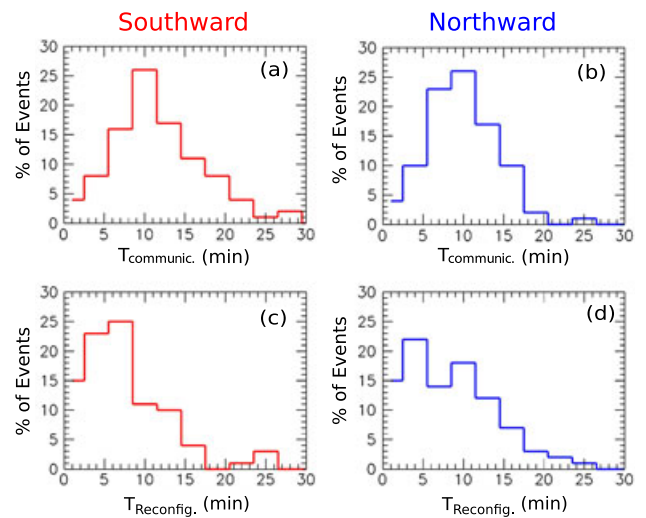 Southward Northward
30
25
20
15
10
5
0
% of Events
(a)
0 5 10 15 20 25 30
Tcommunic. (min)
30
25
20
15
10
5
0
% of Events
(b)
0 5 10 15 20 25 30
Tcommunic. (min)
30
25
20
15
10
5
0
% of Events
(c)
0 5 10 15 20 25 30
TReconfig. (min)
30
25
20
15
10
5
0
% of Events
(d)
0 5 10 15 20 25 30
TReconfig. (min)